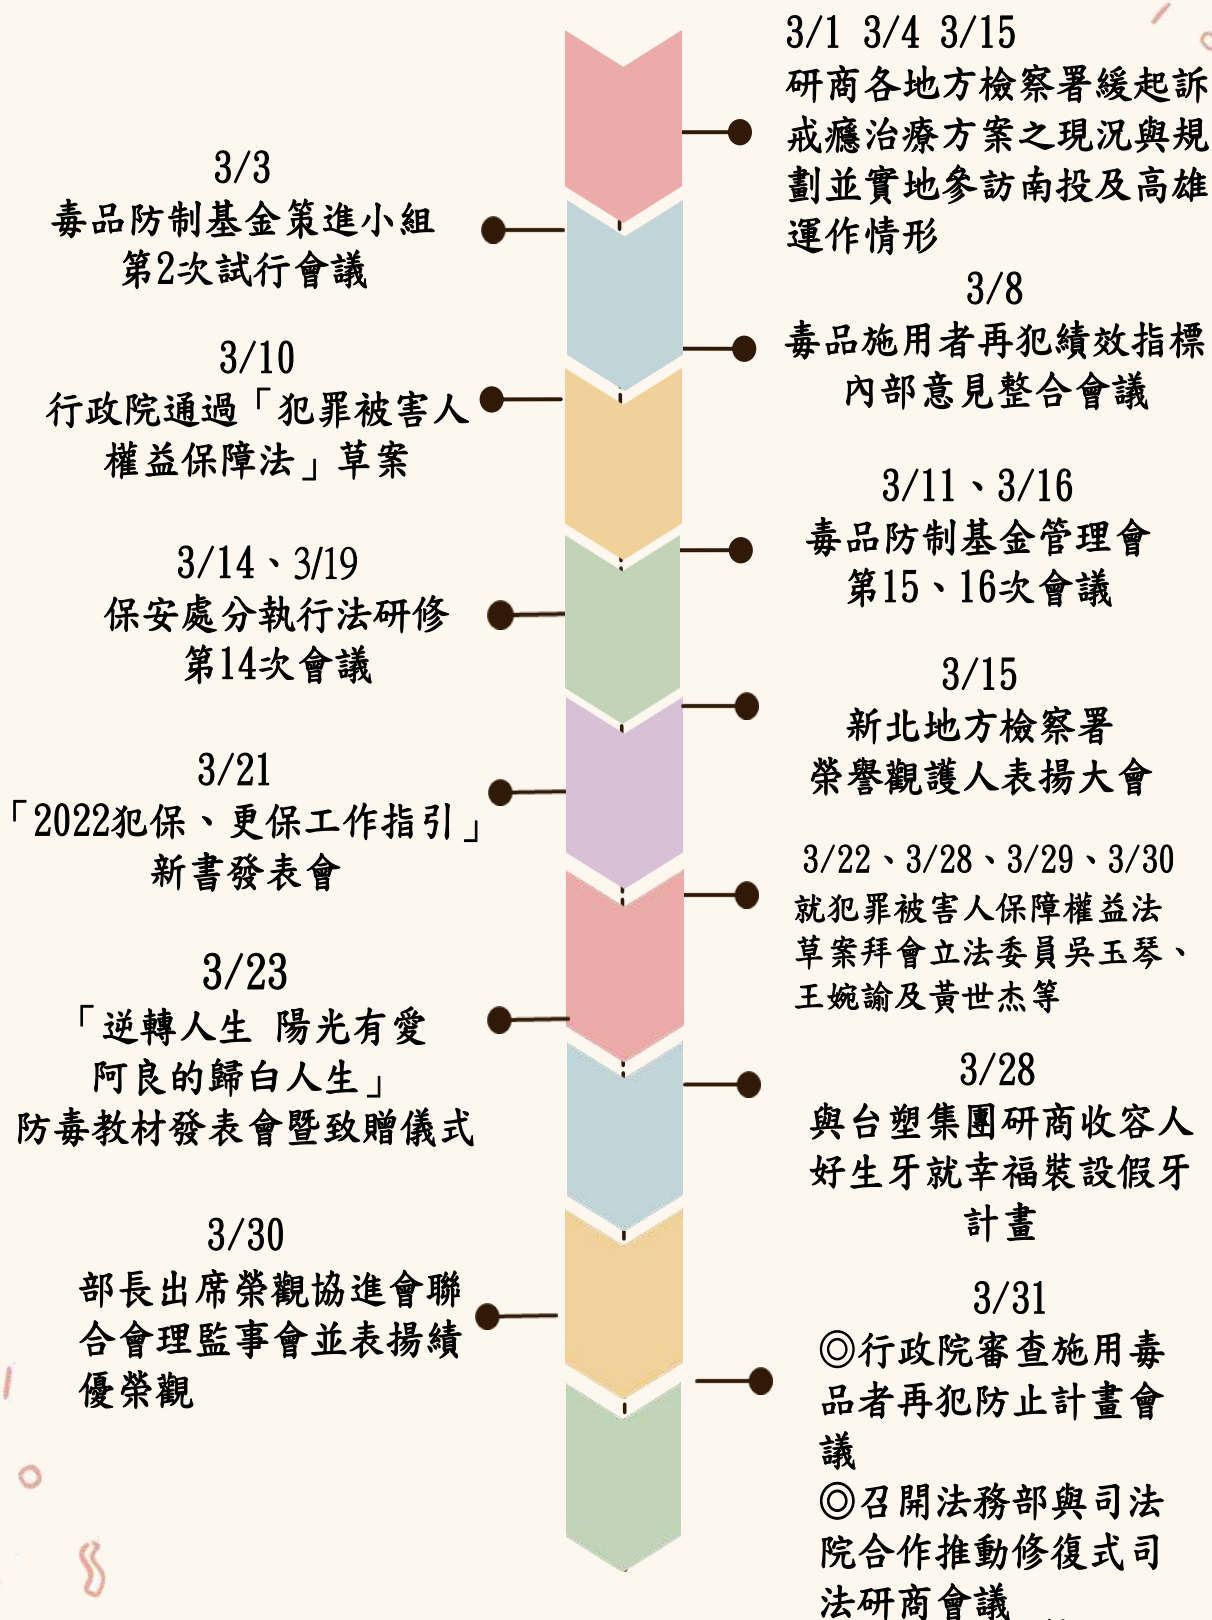 3/1 3/4 3/15
研商各地方檢察署緩起訴
戒癮治療方案之現況與規
劃並實地參訪南投及高雄
運作情形
3/3
毒品防制基金策進小組
第2次試行會議
3/8
毒品施用者再犯績效指標
內部意見整合會議
3/10
行政院通過「犯罪被害人
權益保障法」草案
3/11、3/16
毒品防制基金管理會
第15、16次會議
3/14、3/19
保安處分執行法研修
第14次會議
3/15
新北地方檢察署
榮譽觀護人表揚大會
3/21
「2022犯保、更保工作指引」
新書發表會
3/22、3/28、3/29、3/30
就犯罪被害人保障權益法
草案拜會立法委員吳玉琴、
王婉諭及黃世杰等
3/23
「逆轉人生 陽光有愛
阿良的歸白人生」
防毒教材發表會暨致贈儀式
3/28
與台塑集團研商收容人
好生牙就幸福裝設假牙
計畫
3/30
部長出席榮觀協進會聯
合會理監事會並表揚績
優榮觀
3/31
◎行政院審查施用毒
品者再犯防止計畫會
議
◎召開法務部與司法
院合作推動修復式司
法研商會議